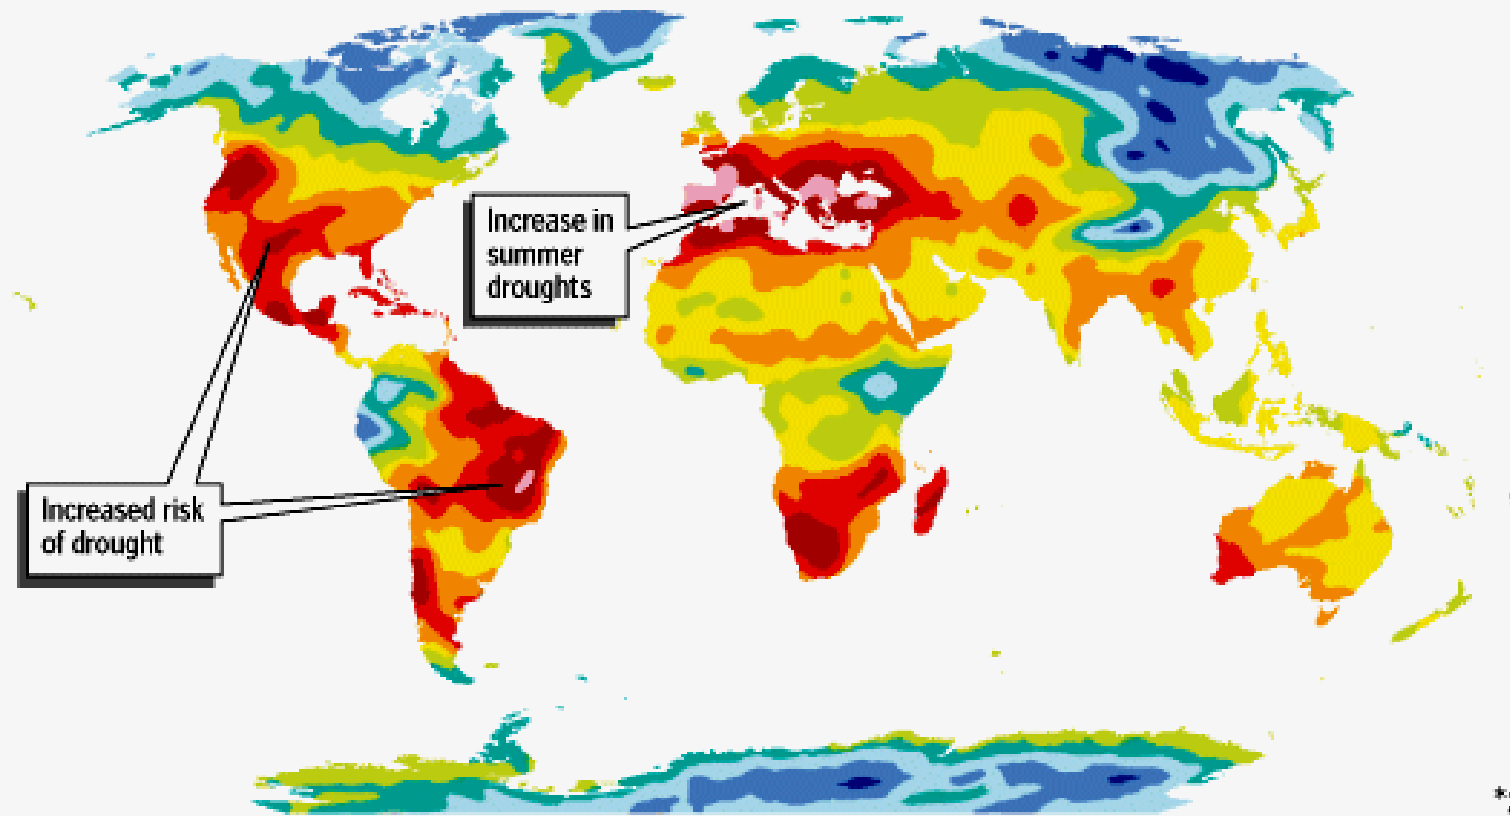 Increase in
summer
droughts
Increased risk
of drought